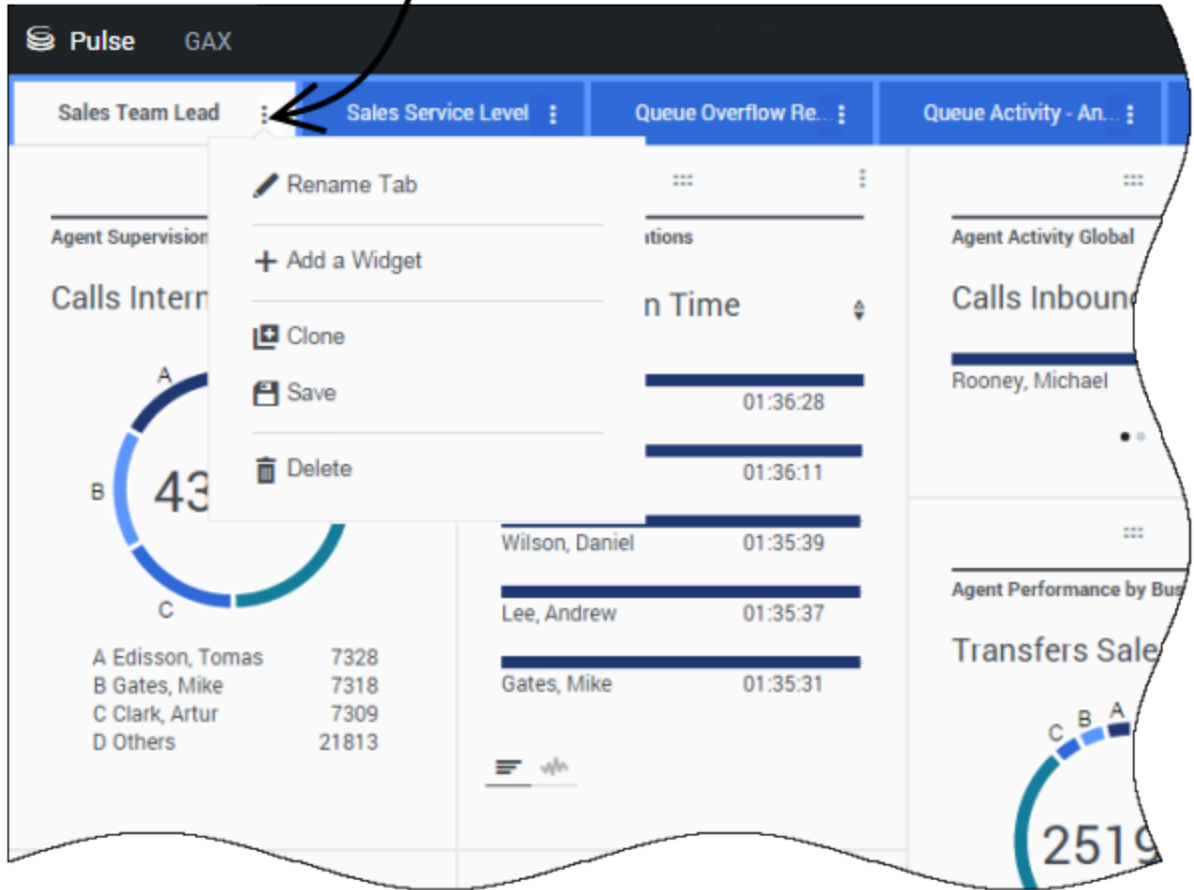 Pulse GAX
Sales Team Lead Sales Service Level Queue Overflow Re... Queue Activity - An...
Rename Tab
Add a Widget
Clone
Save
Delete
Agent Supervision
Calls Intern
A
B
C
43
A Edisson, Tomas 7328
B Gates, Mike 7318
C Clark, Artur 7309
D Others 21813
ations
n Time
01:36:28
01:36:11
Wilson, Daniel 01:35:39
Lee, Andrew 01:35:37
Gates, Mike 01:35:31
Agent Activity Global
Calls Inbound
Rooney, Michael
Agent Performance by Bus
Transfers Sale
C B A
2519